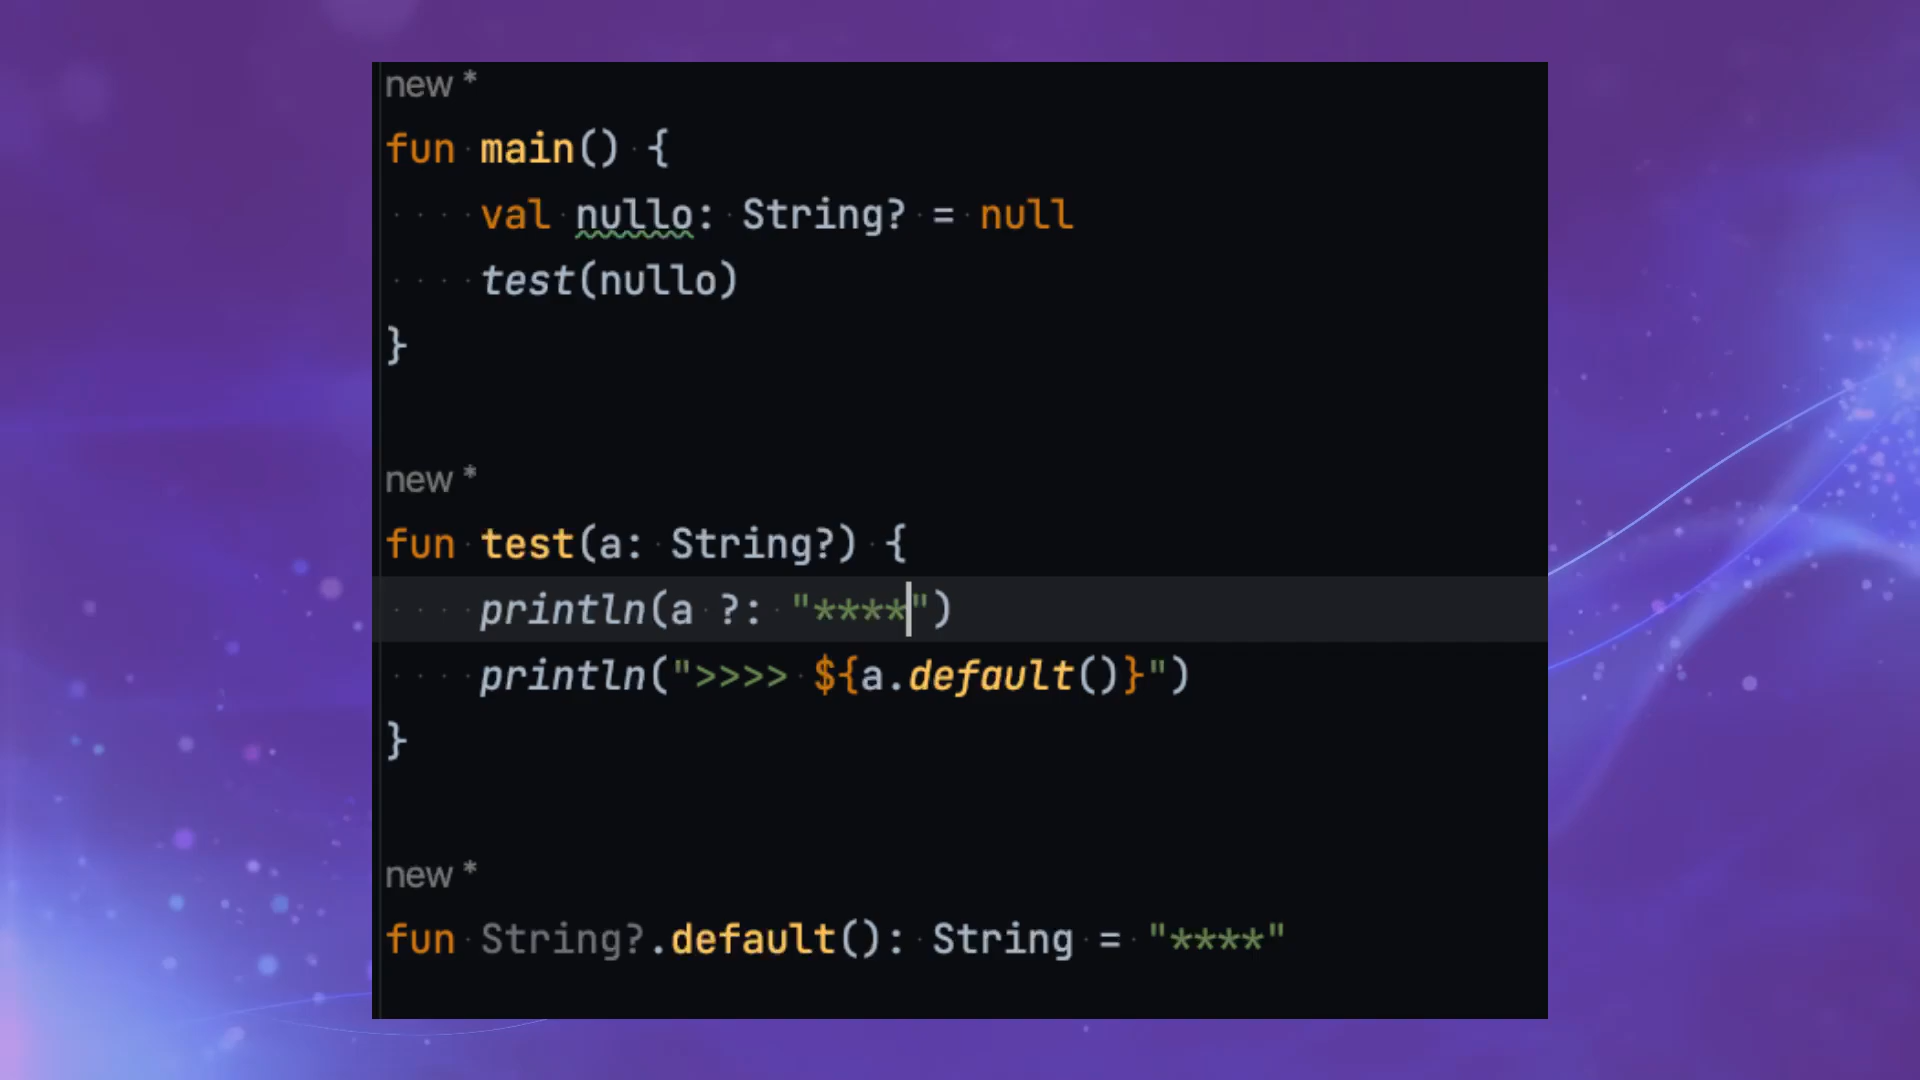 new *
fun main() {
    val nullo: String? = null
    test(nullo)
}
new *
fun test(a: String?) {
    println(a ?: "****")
    println(">>>> ${a.default()}")
}
new *
fun String?.default(): String = "****"